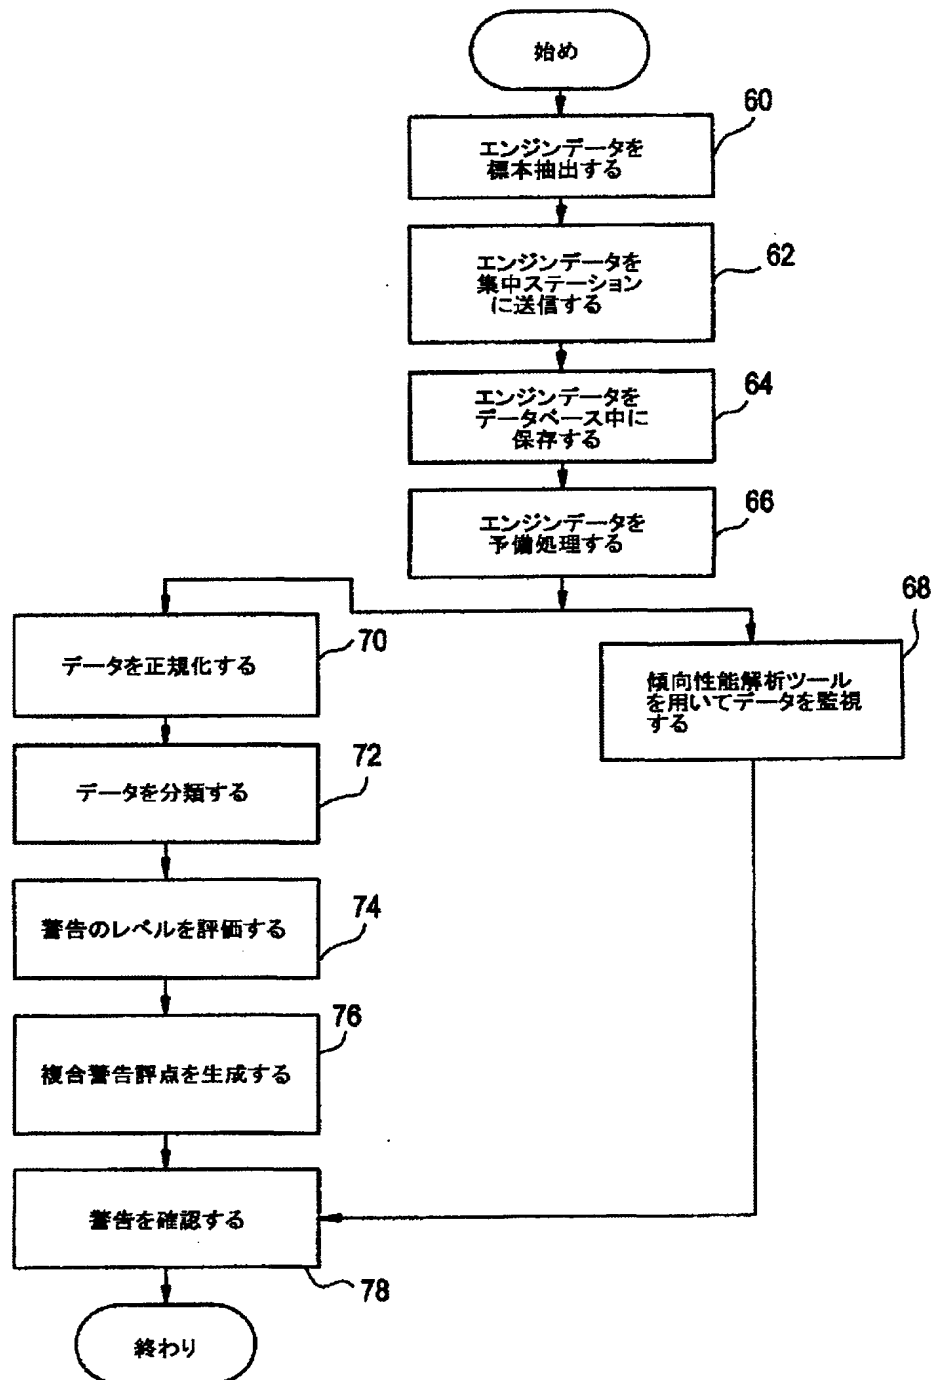 始め
60
エンジンデータを
標本抽出する
62
エンジンデータを
集中ステーション
に送信する
64
エンジンデータを
データベース中に
保存する
66
エンジンデータを
予備処理する
68
傾向性能解析ツール
を用いてデータを監視
する
70
データを正規化する
72
データを分類する
74
警告のレベルを評価する
76
複合警告評点を生成する
警告を確認する
78
終わり